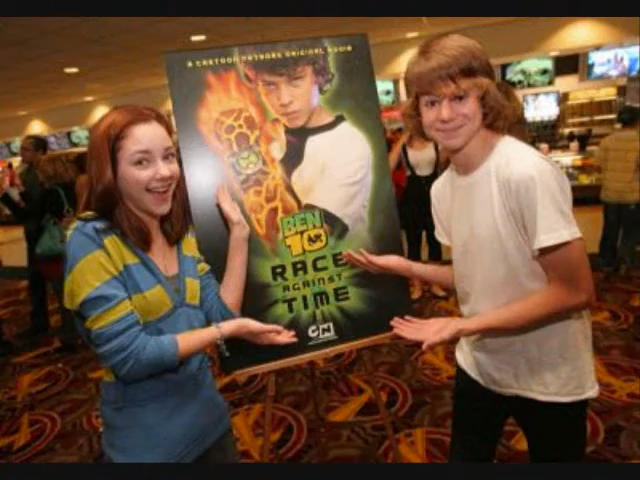 A CARTOON NETWORK ORIGINAL MOVIE
BEN
10
RACE
AGAINST
TIME
CN